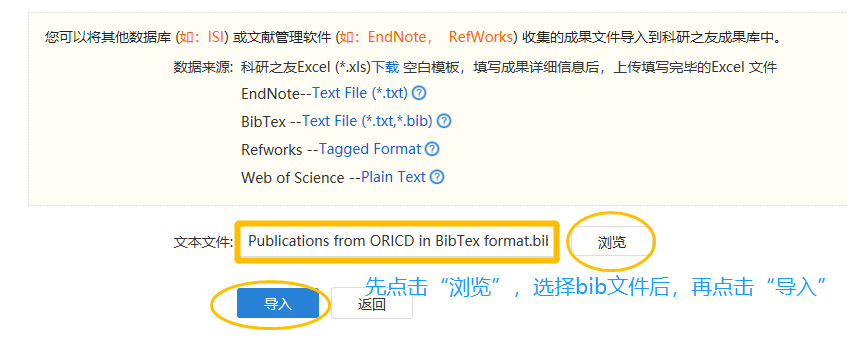 您可以将其他数据库 (如：ISI) 或文献管理软件 (如：EndNote， RefWorks) 收集的成果文件导入到科研之友成果库中。
数据来源: 科研之友Excel (*.xls)下载 空白模板，填写成果详细信息后，上传填写完毕的Excel 文件
EndNote--Text File (*.txt) ?
BibTex --Text File (*.txt,*.bib) ?
Refworks --Tagged Format ?
Web of Science --Plain Text ?
文本文件: Publications from ORICD in BibTex format.bil 浏览
先点击“浏览”，选择bib文件后，再点击“导入”
导入 返回